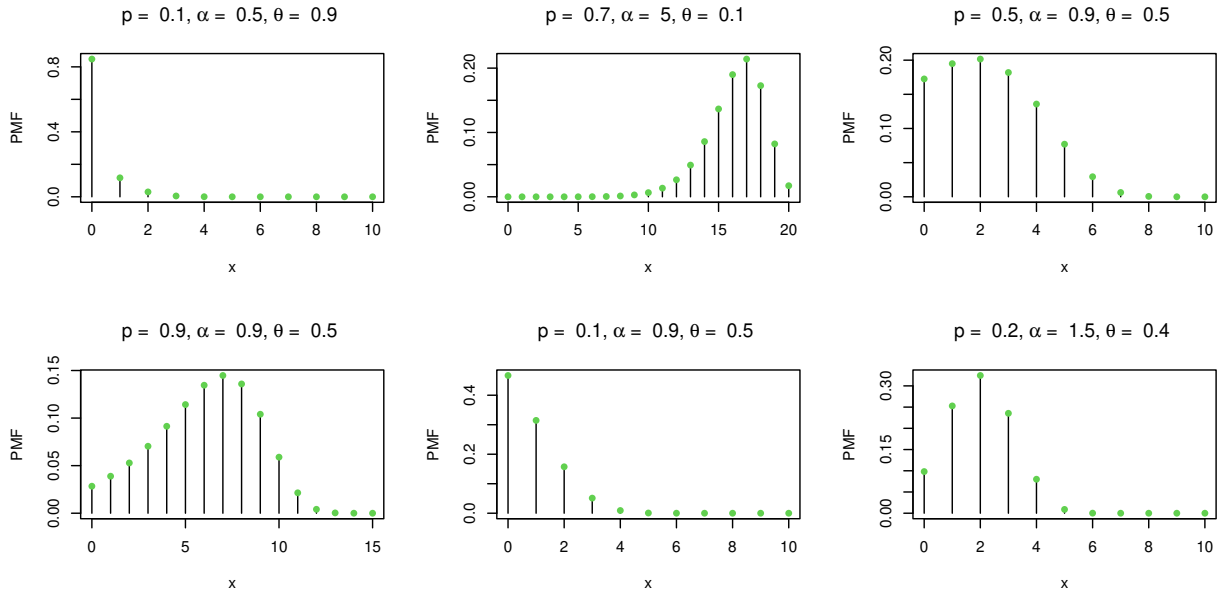 p = 0.1, α = 0.5, θ = 0.9
PMF
0.0 0.4 0.8
0 2 4 6 8 10
x
p = 0.7, α = 5, θ = 0.1
PMF
0.00 0.10 0.20
0 5 10 15 20
x
p = 0.5, α = 0.9, θ = 0.5
PMF
0.00 0.10 0.20
0 2 4 6 8 10
x
p = 0.9, α = 0.9, θ = 0.5
PMF
0.00 0.05 0.10 0.15
0 5 10 15
x
p = 0.1, α = 0.9, θ = 0.5
PMF
0.0 0.2 0.4
0 2 4 6 8 10
x
p = 0.2, α = 1.5, θ = 0.4
PMF
0.00 0.15 0.30
0 2 4 6 8 10
x